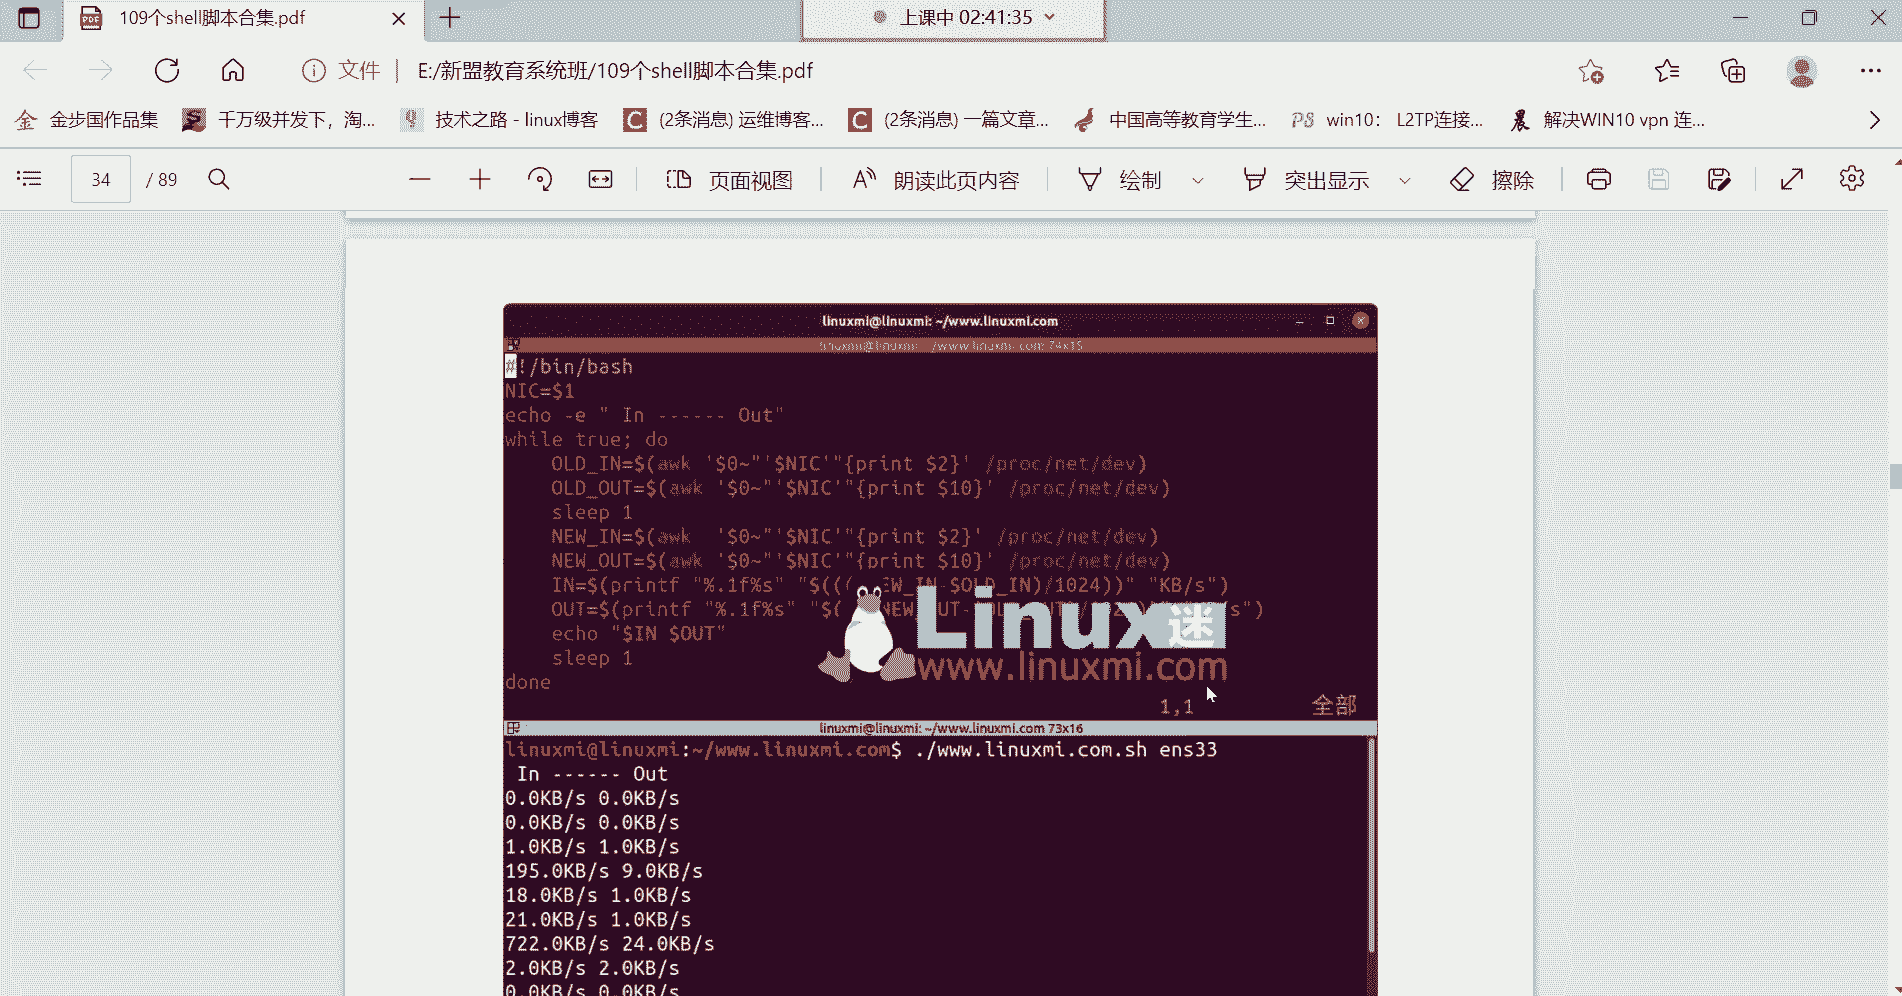 109个shell脚本合集.pdf
上课中 02:41:35
文件 E:/新盟教育系统班/109个shell脚本合集.pdf
金步国作品集 千万级并发下，淘... 技术之路 - linux博客 (2条消息) 运维博客... (2条消息) 一篇文章... 中国高等教育学生... win10： L2TP连接... 解决WIN10 vpn 连...
34 / 89 页面视图 朗读此页内容 绘制 突出显示 擦除
linuxmi@linuxmi: ~/www.linuxmi.com
linuxmi@linuxmi: ~/www.linuxmi.com 74x15
#!/bin/bash
NIC=$1
echo -e " In ------ Out"
while true; do
OLD_IN=$(awk '$0~"'$NIC'"{print $2}' /proc/net/dev)
OLD_OUT=$(awk '$0~"'$NIC'"{print $10}' /proc/net/dev)
sleep 1
NEW_IN=$(awk '$0~"'$NIC'"{print $2}' /proc/net/dev)
NEW_OUT=$(awk '$0~"'$NIC'"{print $10}' /proc/net/dev)
IN=$(printf "%.1f%s" "$((( EW_IN-$OLD_IN)/1024))" "KB/s")
OUT=$(printf "%.1f%s" "$(
echo "$IN $OUT"
sleep 1
done
Linux迷
www.linuxmi.com
1,1 全部
linuxmi@linuxmi: ~/www.linuxmi.com 73x16
linuxmi@linuxmi:~/www.linuxmi.com$ ./www.linuxmi.com.sh ens33
In ------ Out
0.0KB/s 0.0KB/s
0.0KB/s 0.0KB/s
1.0KB/s 1.0KB/s
195.0KB/s 9.0KB/s
18.0KB/s 1.0KB/s
21.0KB/s 1.0KB/s
722.0KB/s 24.0KB/s
2.0KB/s 2.0KB/s
0.0KB/s 0.0KB/s